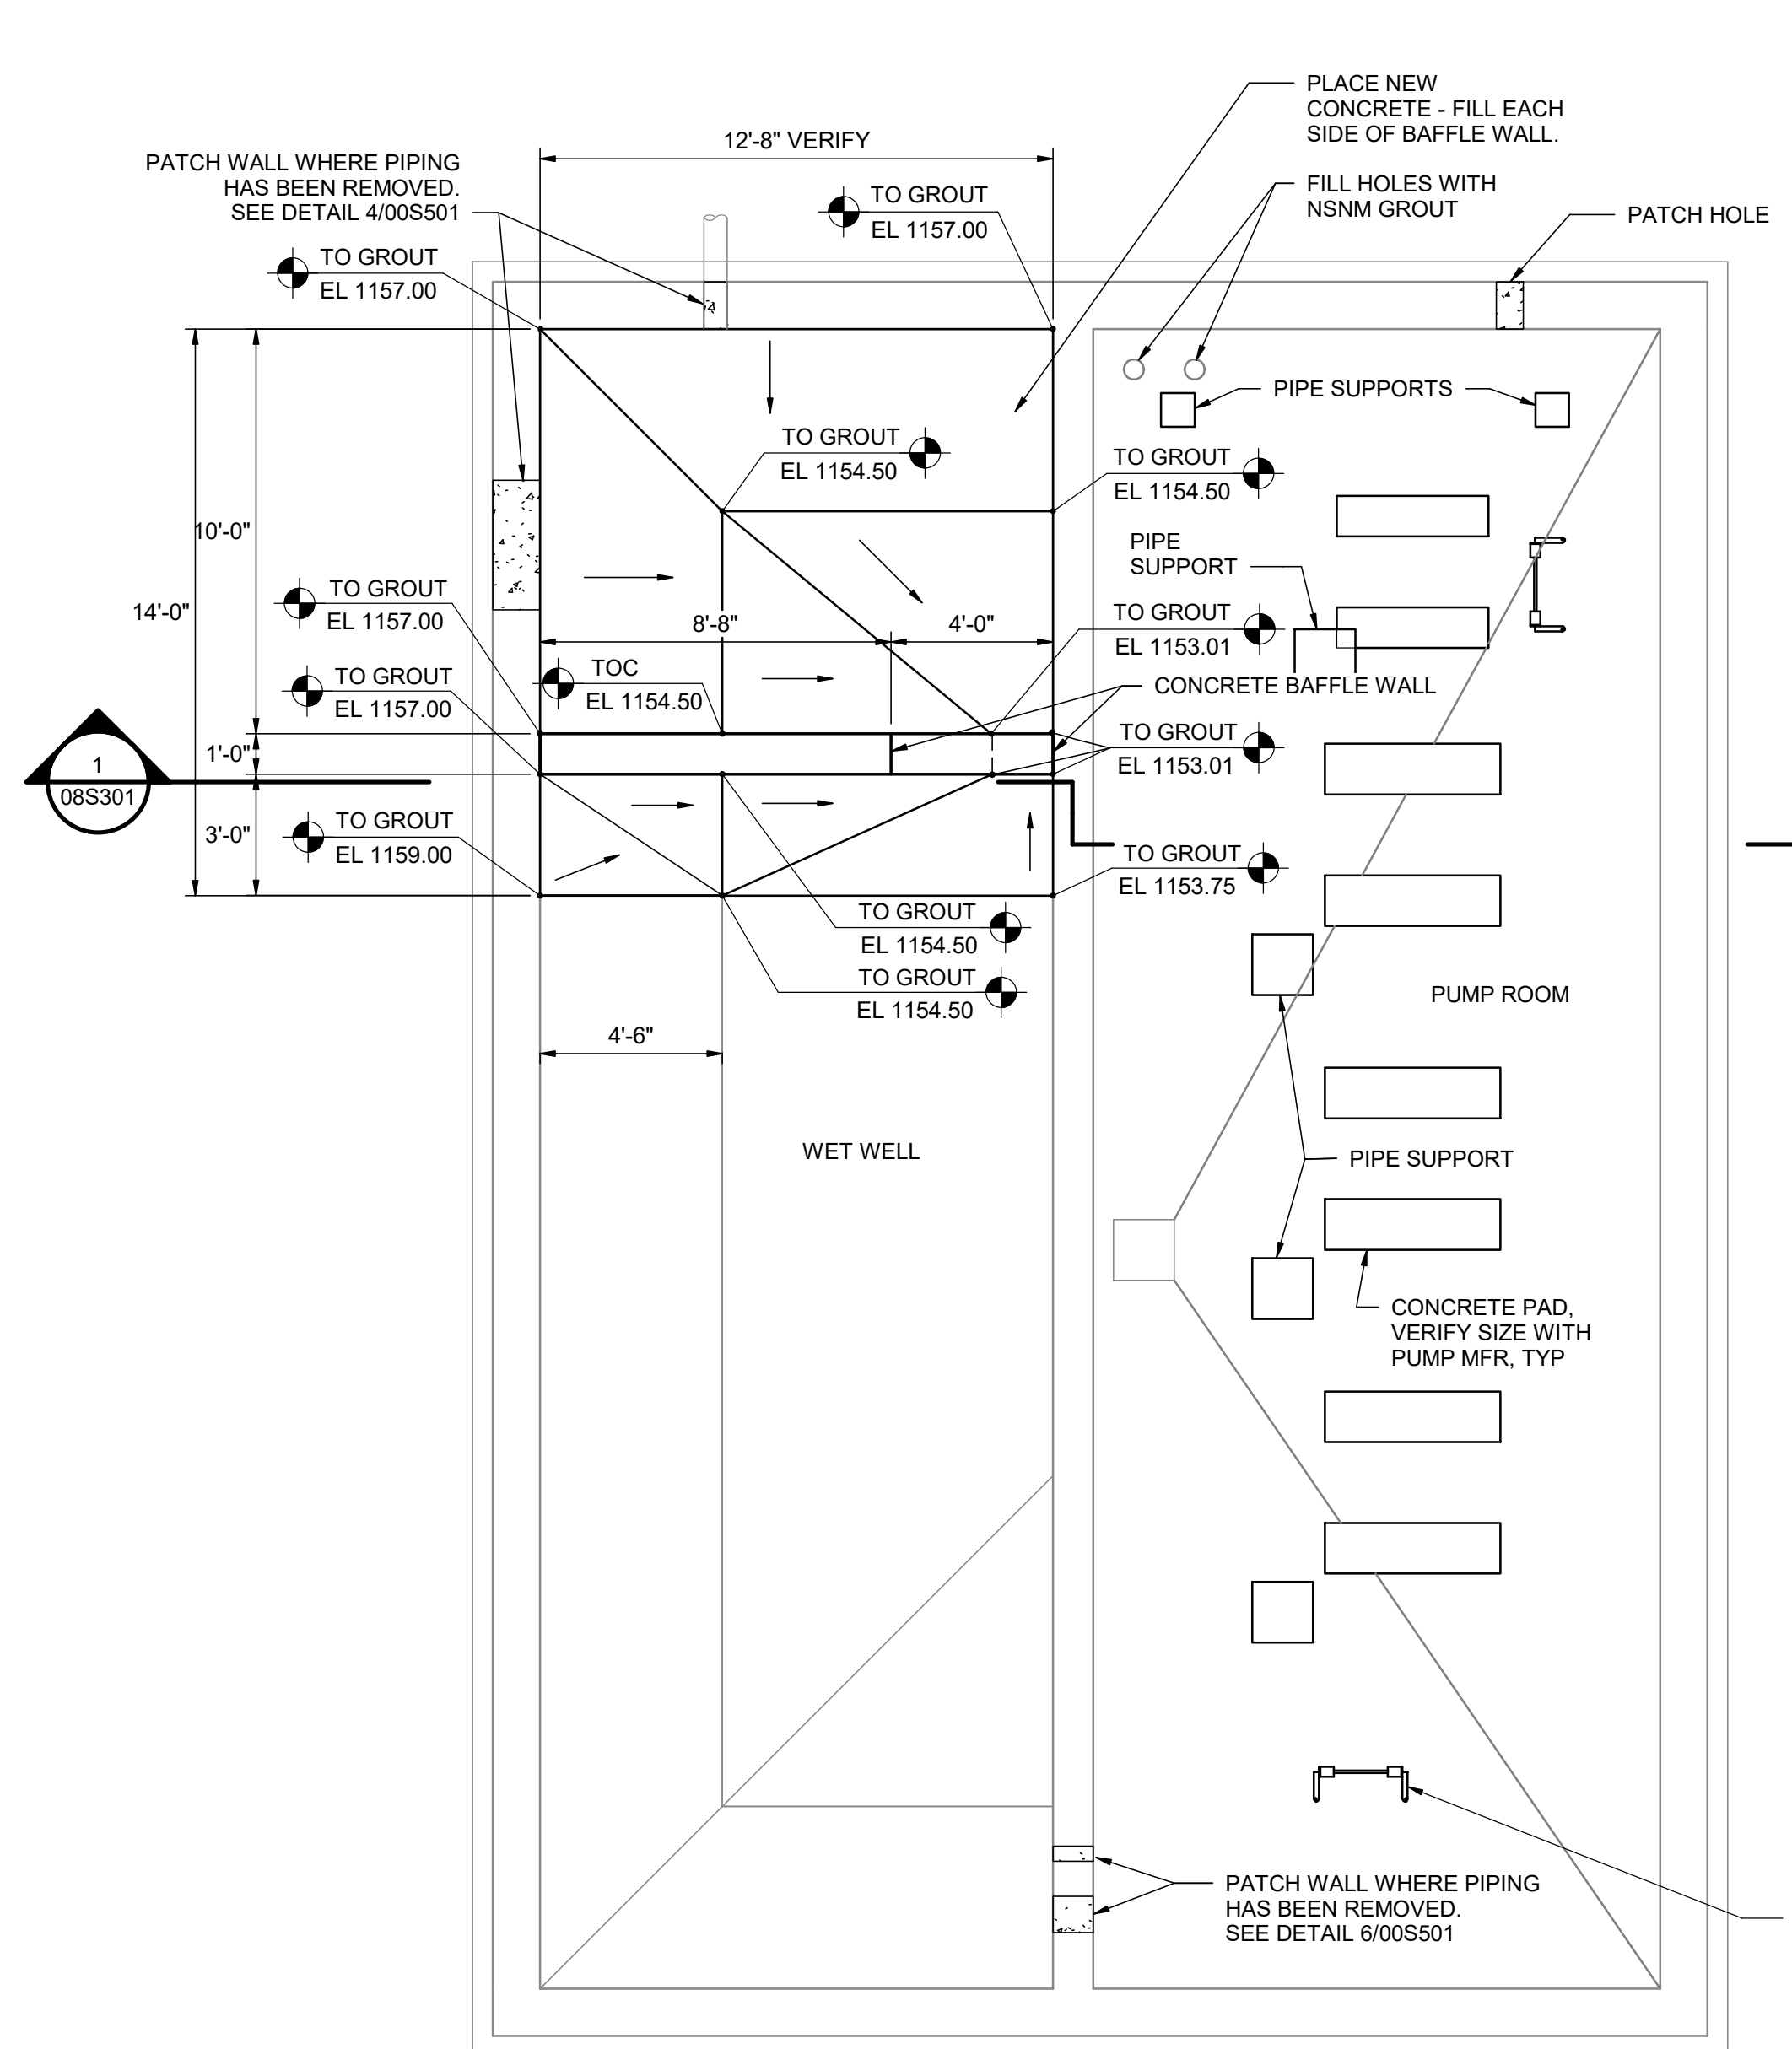 PLACE NEW
CONCRETE - FILL EACH
SIDE OF BAFFLE WALL.
12'-8" VERIFY
PATCH WALL WHERE PIPING
HAS BEEN REMOVED.
SEE DETAIL 4/00S501
TO GROUT
EL 1157.00
FILL HOLES WITH
NSNM GROUT
PATCH HOLE
TO GROUT
EL 1157.00
PIPE SUPPORTS
TO GROUT
EL 1154.50
TO GROUT
EL 1154.50
10'-0"
PIPE
SUPPORT
14'-0"
TO GROUT
EL 1157.00
8'-8"
4'-0"
TO GROUT
EL 1153.01
TO GROUT
EL 1157.00
TOC
EL 1154.50
CONCRETE BAFFLE WALL
1'-0"
TO GROUT
EL 1153.01
1
08S301
3'-0"
TO GROUT
EL 1159.00
TO GROUT
EL 1153.75
TO GROUT
EL 1154.50
TO GROUT
EL 1154.50
PUMP ROOM
4'-6"
WET WELL
PIPE SUPPORT
CONCRETE PAD,
VERIFY SIZE WITH
PUMP MFR, TYP
PATCH WALL WHERE PIPING
HAS BEEN REMOVED.
SEE DETAIL 6/00S501